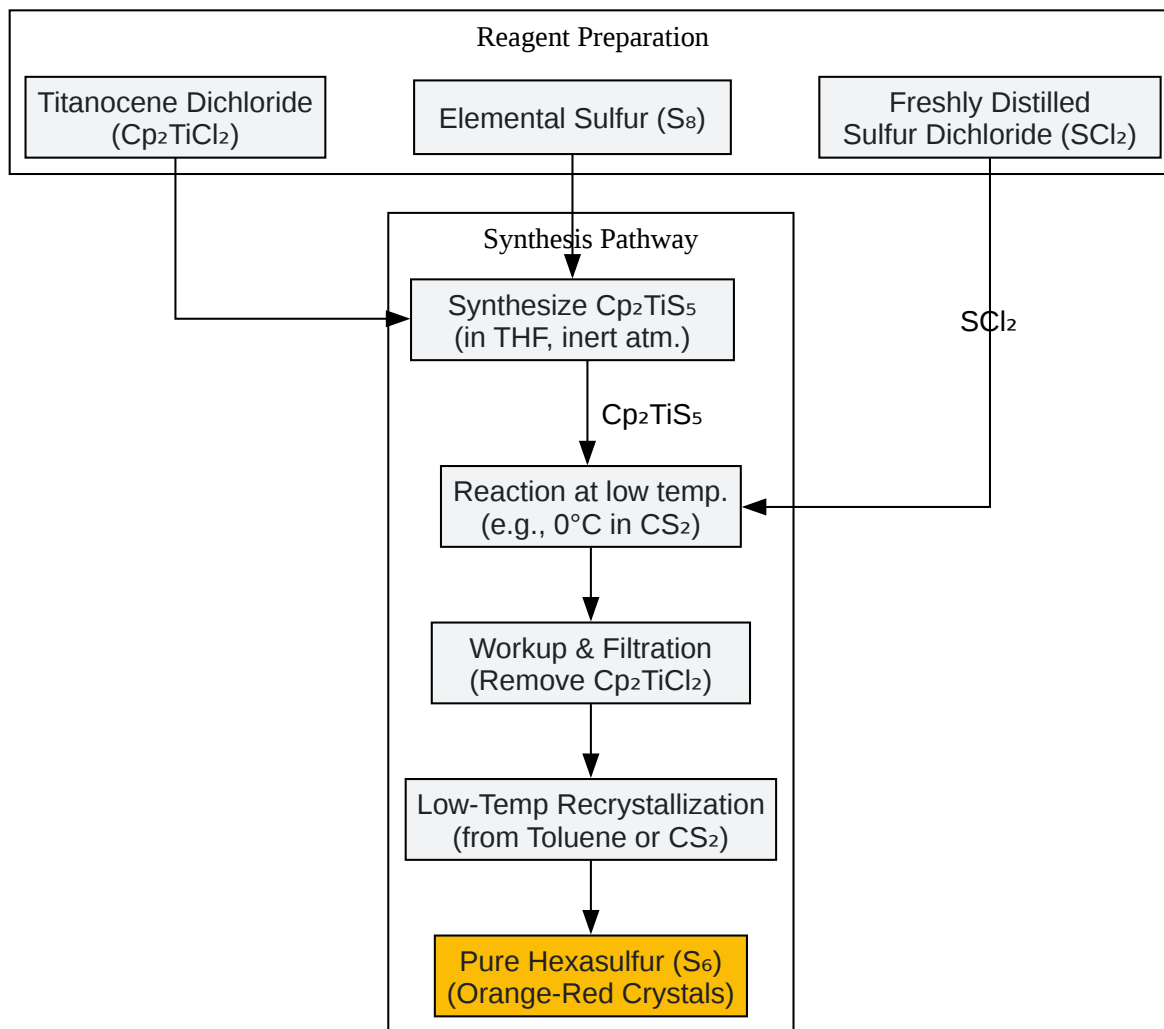 Reagent Preparation
Titanocene Dichloride
(Cp₂TiCl₂)
Elemental Sulfur (S₈)
Freshly Distilled
Sulfur Dichloride (SCl₂)
Synthesis Pathway
Synthesize Cp₂TiS₅
(in THF, inert atm.)
SCl₂
Cp₂TiS₅
Reaction at low temp.
(e.g., 0°C in CS₂)
Workup & Filtration
(Remove Cp₂TiCl₂)
Low-Temp Recrystallization
(from Toluene or CS₂)
Pure Hexasulfur (S₆)
(Orange-Red Crystals)